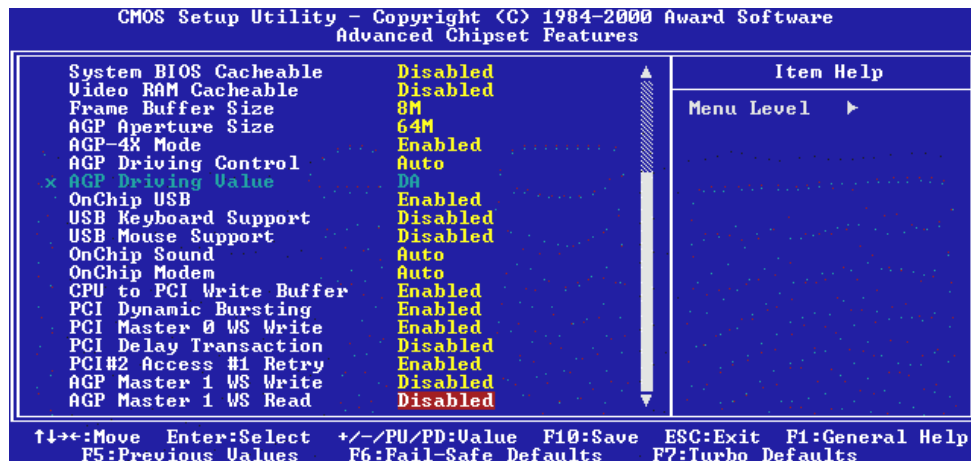 CMOS Setup Utility – Copyright (C) 1984–2000 Award Software
Advanced Chipset Features
System BIOS Cacheable Disabled
Video RAM Cacheable Disabled
Frame Buffer Size 8M
AGP Aperture Size 64M
AGP–4X Mode Enabled
AGP Driving Control Auto
x AGP Driving Value DA
OnChip USB Enabled
USB Keyboard Support Disabled
USB Mouse Support Disabled
OnChip Sound Auto
OnChip Modem Auto
CPU to PCI Write Buffer Enabled
PCI Dynamic Bursting Enabled
PCI Master 0 WS Write Enabled
PCI Delay Transaction Disabled
PCI#2 Access #1 Retry Enabled
AGP Master 1 WS Write Disabled
AGP Master 1 WS Read Disabled
Item Help
Menu Level ►
↑↓→←:Move Enter:Select +/–/PU/PD:Value F10:Save ESC:Exit F1:General Help
F5:Previous Values F6:Fail–Safe Defaults F7:Turbo Defaults